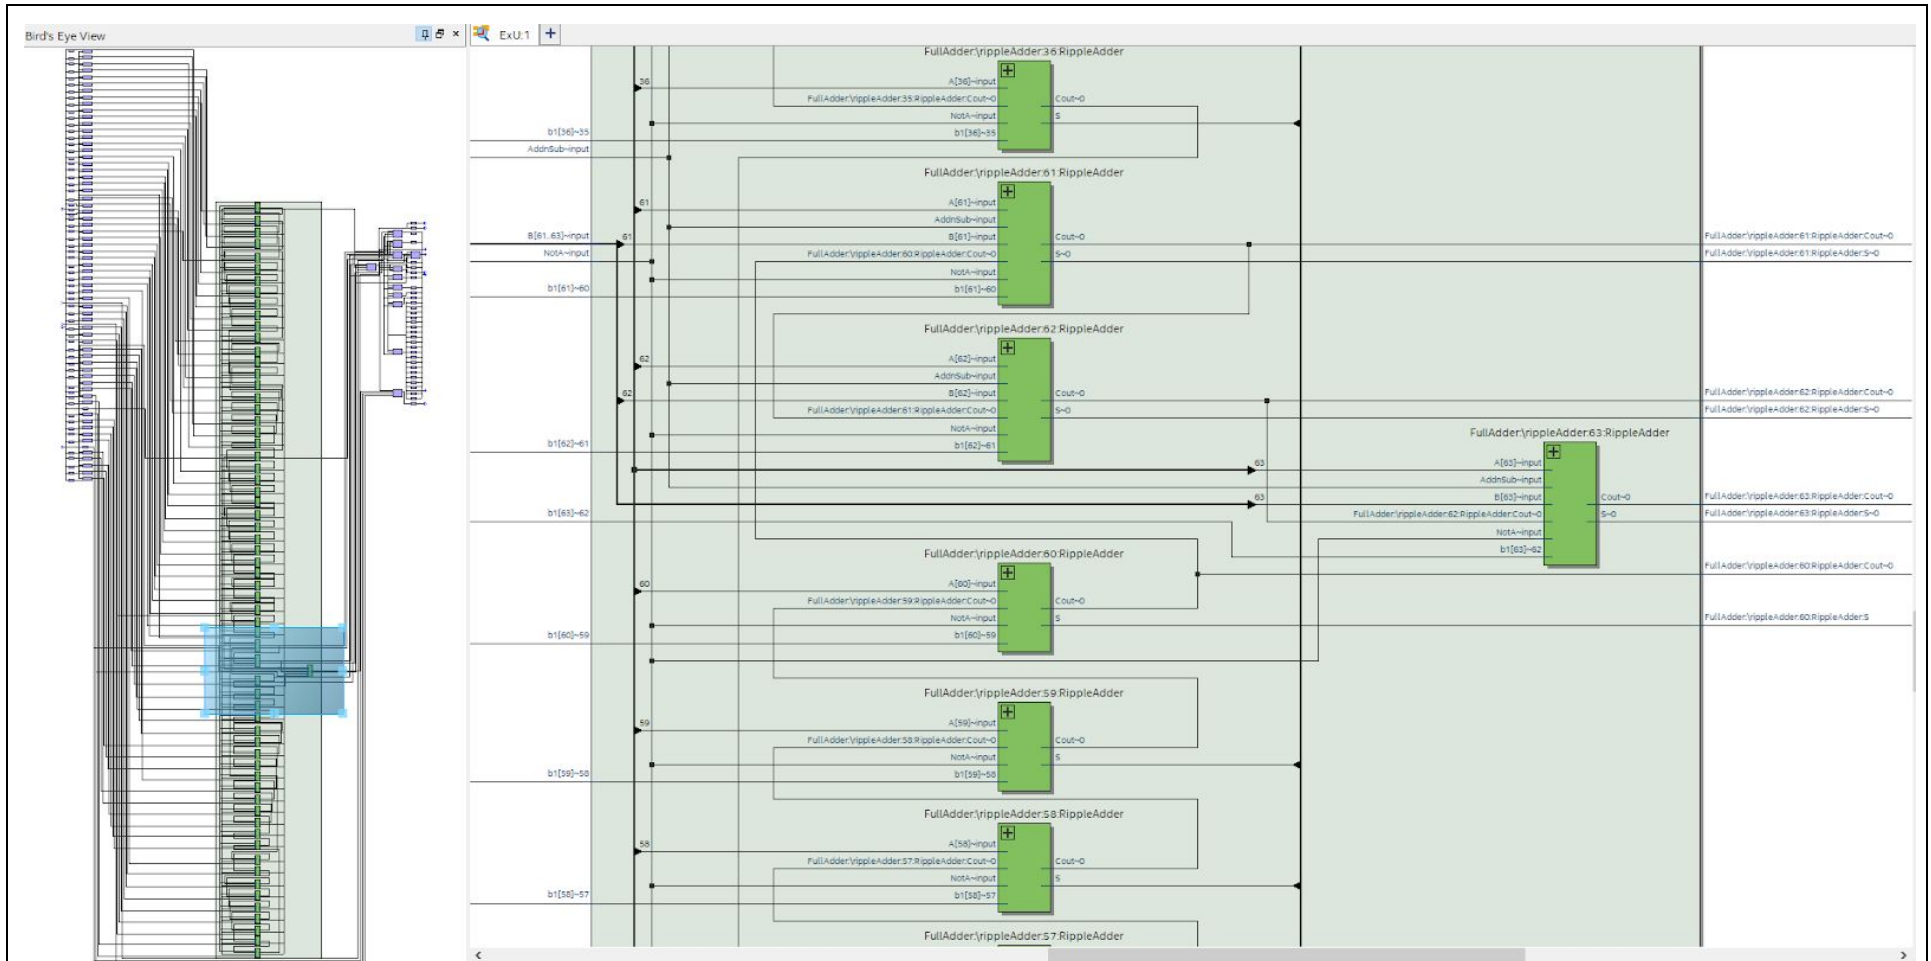 Bird's Eye View
ExU:1
FullAdder:\rippleAdder:36:RippleAdder
36
A[36]~input
FullAdder:\rippleAdder:35:RippleAdder:Cout~0
Cout~0
NotA~input
S
b1[36]~35
b1[36]~35
AddnSub~input
FullAdder:\rippleAdder:61:RippleAdder
61
A[61]~input
AddnSub~input
B[61..63]~input
61
B[61]~input
Cout~0
FullAdder:\rippleAdder:61:RippleAdder:Cout~0
NotA~input
FullAdder:\rippleAdder:60:RippleAdder:Cout~0
S~0
FullAdder:\rippleAdder:61:RippleAdder:S~0
NotA~input
b1[61]~60
b1[61]~60
FullAdder:\rippleAdder:62:RippleAdder
62
A[62]~input
AddnSub~input
62
B[62]~input
Cout~0
FullAdder:\rippleAdder:62:RippleAdder:Cout~0
FullAdder:\rippleAdder:61:RippleAdder:Cout~0
S~0
FullAdder:\rippleAdder:62:RippleAdder:S~0
NotA~input
b1[62]~61
b1[62]~61
FullAdder:\rippleAdder:63:RippleAdder
63
A[63]~input
AddnSub~input
63
B[63]~input
Cout~0
FullAdder:\rippleAdder:63:RippleAdder:Cout~0
b1[63]~62
FullAdder:\rippleAdder:62:RippleAdder:Cout~0
S~0
FullAdder:\rippleAdder:63:RippleAdder:S~0
NotA~input
b1[63]~62
FullAdder:\rippleAdder:60:RippleAdder
FullAdder:\rippleAdder:60:RippleAdder:Cout~0
60
A[60]~input
FullAdder:\rippleAdder:59:RippleAdder:Cout~0
Cout~0
NotA~input
S
FullAdder:\rippleAdder:60:RippleAdder:S
b1[60]~59
b1[60]~59
FullAdder:\rippleAdder:59:RippleAdder
59
A[59]~input
FullAdder:\rippleAdder:58:RippleAdder:Cout~0
Cout~0
NotA~input
S
b1[59]~58
b1[59]~58
FullAdder:\rippleAdder:58:RippleAdder
58
A[58]~input
FullAdder:\rippleAdder:57:RippleAdder:Cout~0
Cout~0
NotA~input
S
b1[58]~57
b1[58]~57
FullAdder:\rippleAdder:57:RippleAdder